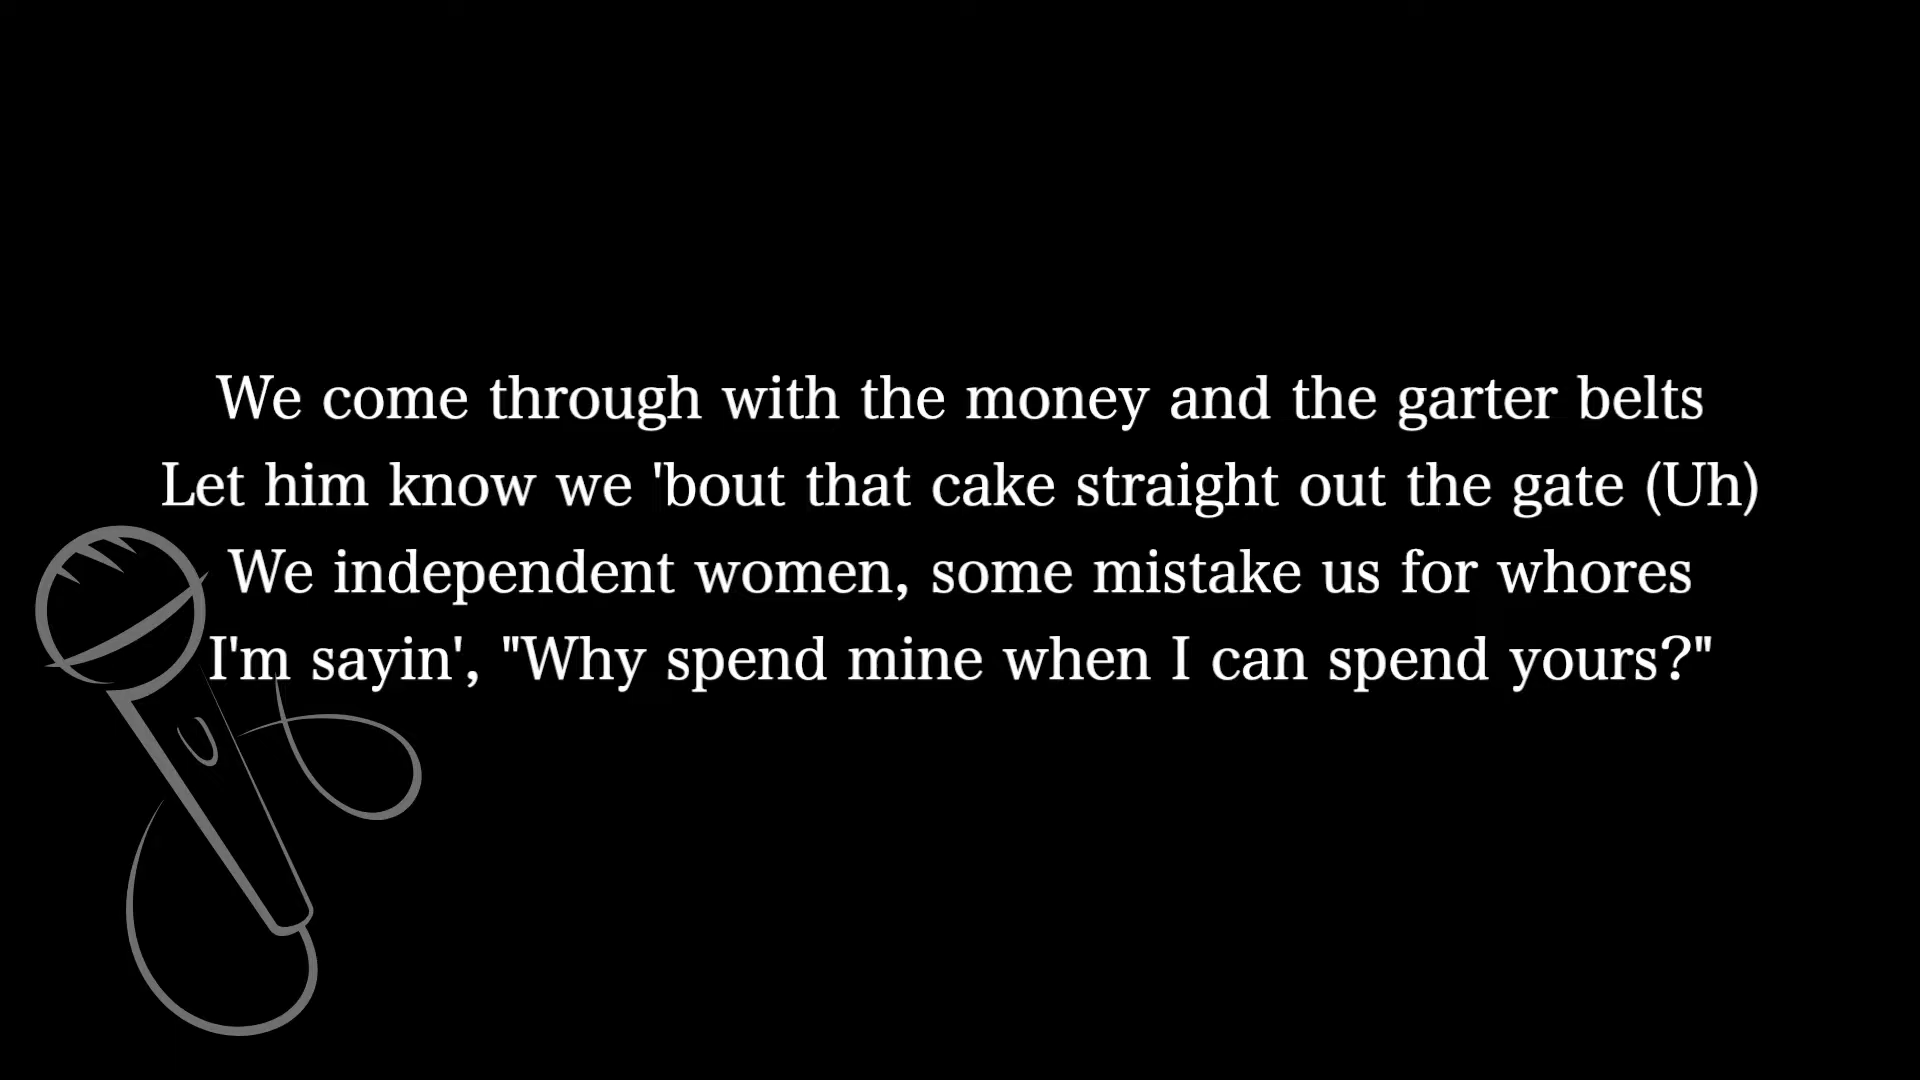 We come through with the money and the garter belts
Let him know we 'bout that cake straight out the gate (Uh)
We independent women, some mistake us for whores
I'm sayin', "Why spend mine when I can spend yours?"